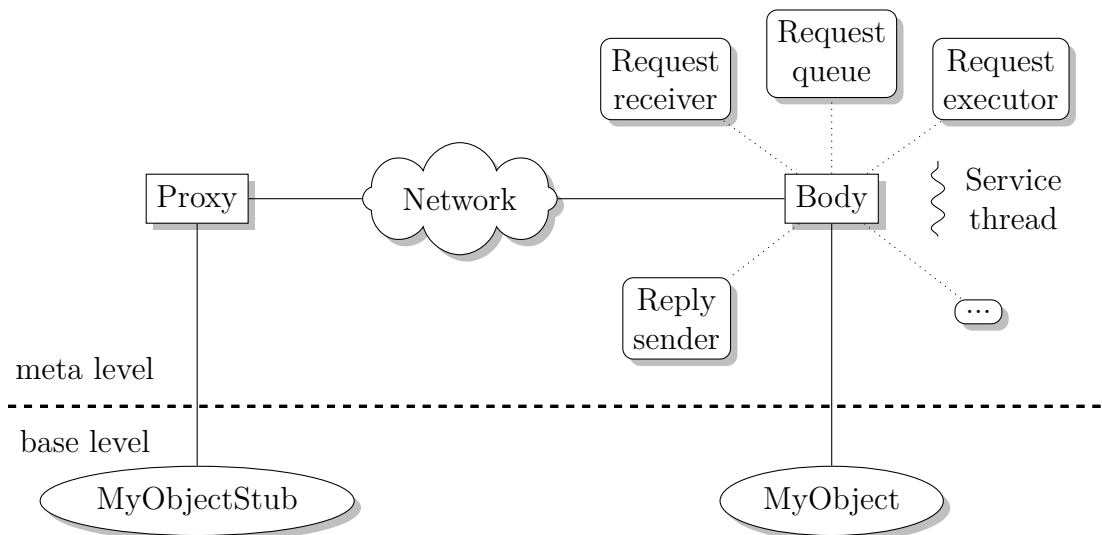 Request
queue
Request
receiver
Request
executor
Proxy
Network
Body
Service
thread
Reply
sender
...
meta level
base level
MyObjectStub
MyObject